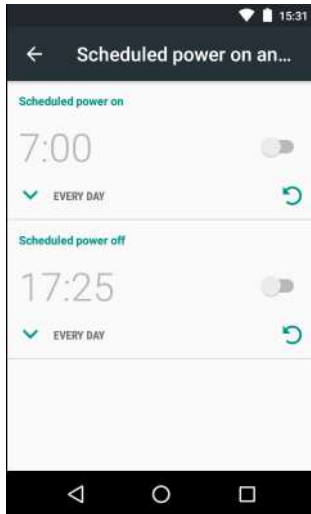 15:31
Scheduled power on an...
Scheduled power on
7:00
EVERY DAY
Scheduled power off
17:25
EVERY DAY